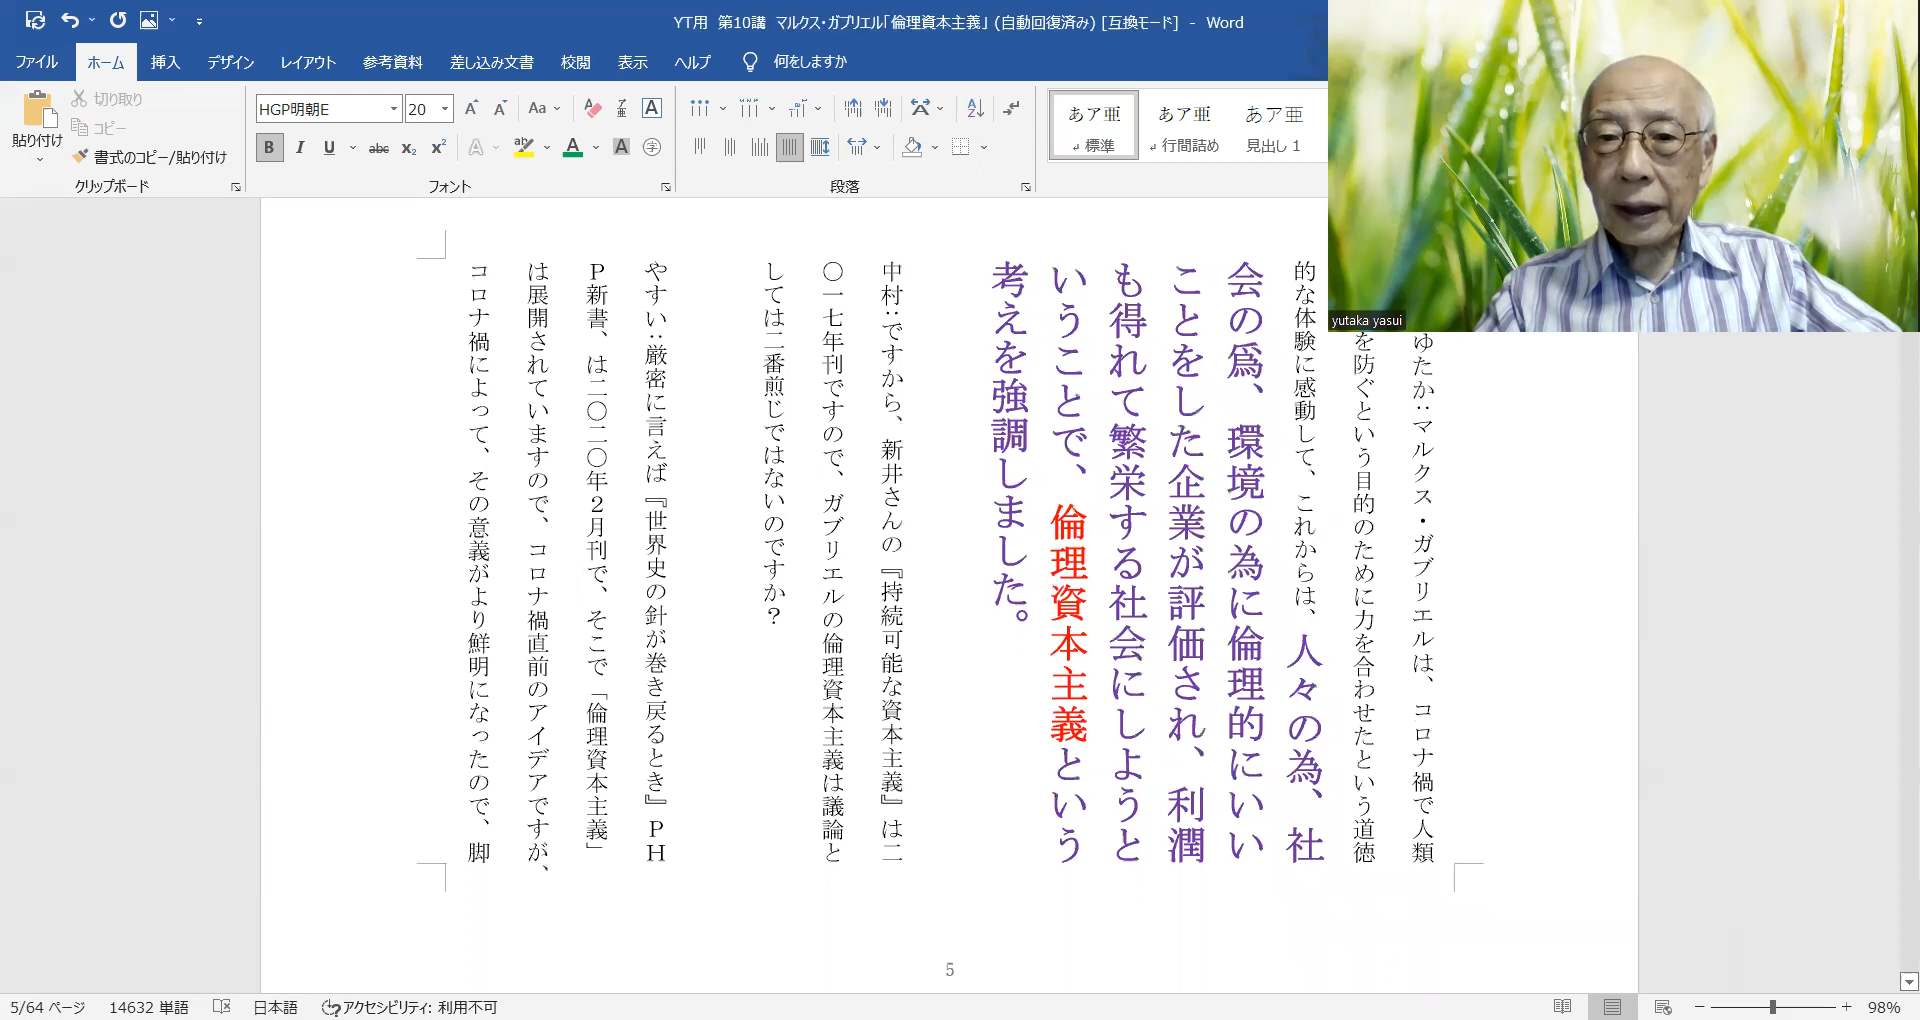 YT用 第10講 マルクス・ガブリエル「倫理資本主義」 (自動回復済み) [互換モード] - Word
ファイル ホーム 挿入 デザイン レイアウト 参考資料 差し込み文書 校閲 表示 ヘルプ 何をしますか
貼り付け
切り取り
コピー
書式のコピー/貼り付け
クリップボード
HGP明朝E 20
フォント
段落
あア亜 標準
あア亜 行間詰め
あア亜 見出し 1
yutaka yasui
ゆたか:マルクス・ガブリエルは、コロナ禍で人類
を防ぐという目的のために力を合わせたという道徳
的な体験に感動して、これからは、人々の為、社
会の爲、環境の為に倫理的にいい
ことをした企業が評価され、利潤
も得れて繁栄する社会にしようと
いうことで、倫理資本主義という
考えを強調しました。
中村:ですから、新井さんの『持続可能な資本主義』は二
〇一七年刊ですので、ガブリエルの倫理資本主義は議論と
しては二番煎じではないのですか?
やすい:厳密に言えば『世界史の針が巻き戻るとき』PH
P新書、は二〇二〇年2月刊で、そこで「倫理資本主義」
は展開されていますので、コロナ禍直前のアイデアですが、
コロナ禍によって、その意義がより鮮明になったので、脚
5
5/64 ページ 14632 単語 日本語 アクセシビリティ: 利用不可 98%